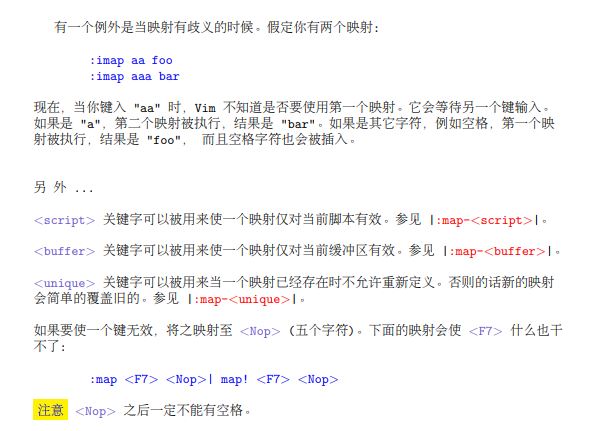 有一个例外是当映射有歧义的时候。假定你有两个映射:
:imap aa foo
:imap aaa bar
现在，当你键入 "aa" 时，Vim 不知道是否要使用第一个映射。它会等待另一个键输入。
如果是 "a"，第二个映射被执行，结果是 "bar"。如果是其它字符，例如空格，第一个映
射被执行，结果是 "foo"， 而且空格字符也会被插入。
另 外 ...
<script> 关键字可以被用来使一个映射仅对当前脚本有效。参见 |:map-<script>|。
<buffer> 关键字可以被用来使一个映射仅对当前缓冲区有效。参见 |:map-<buffer>|。
<unique> 关键字可以被用来当一个映射已经存在时不允许重新定义。否则的话新的映射
会简单的覆盖旧的。参见 |:map-<unique>|。
如果要使一个键无效，将之映射至 <Nop> (五个字符)。下面的映射会使 <F7> 什么也干
不了:
:map <F7> <Nop>| map! <F7> <Nop>
注意 <Nop> 之后一定不能有空格。